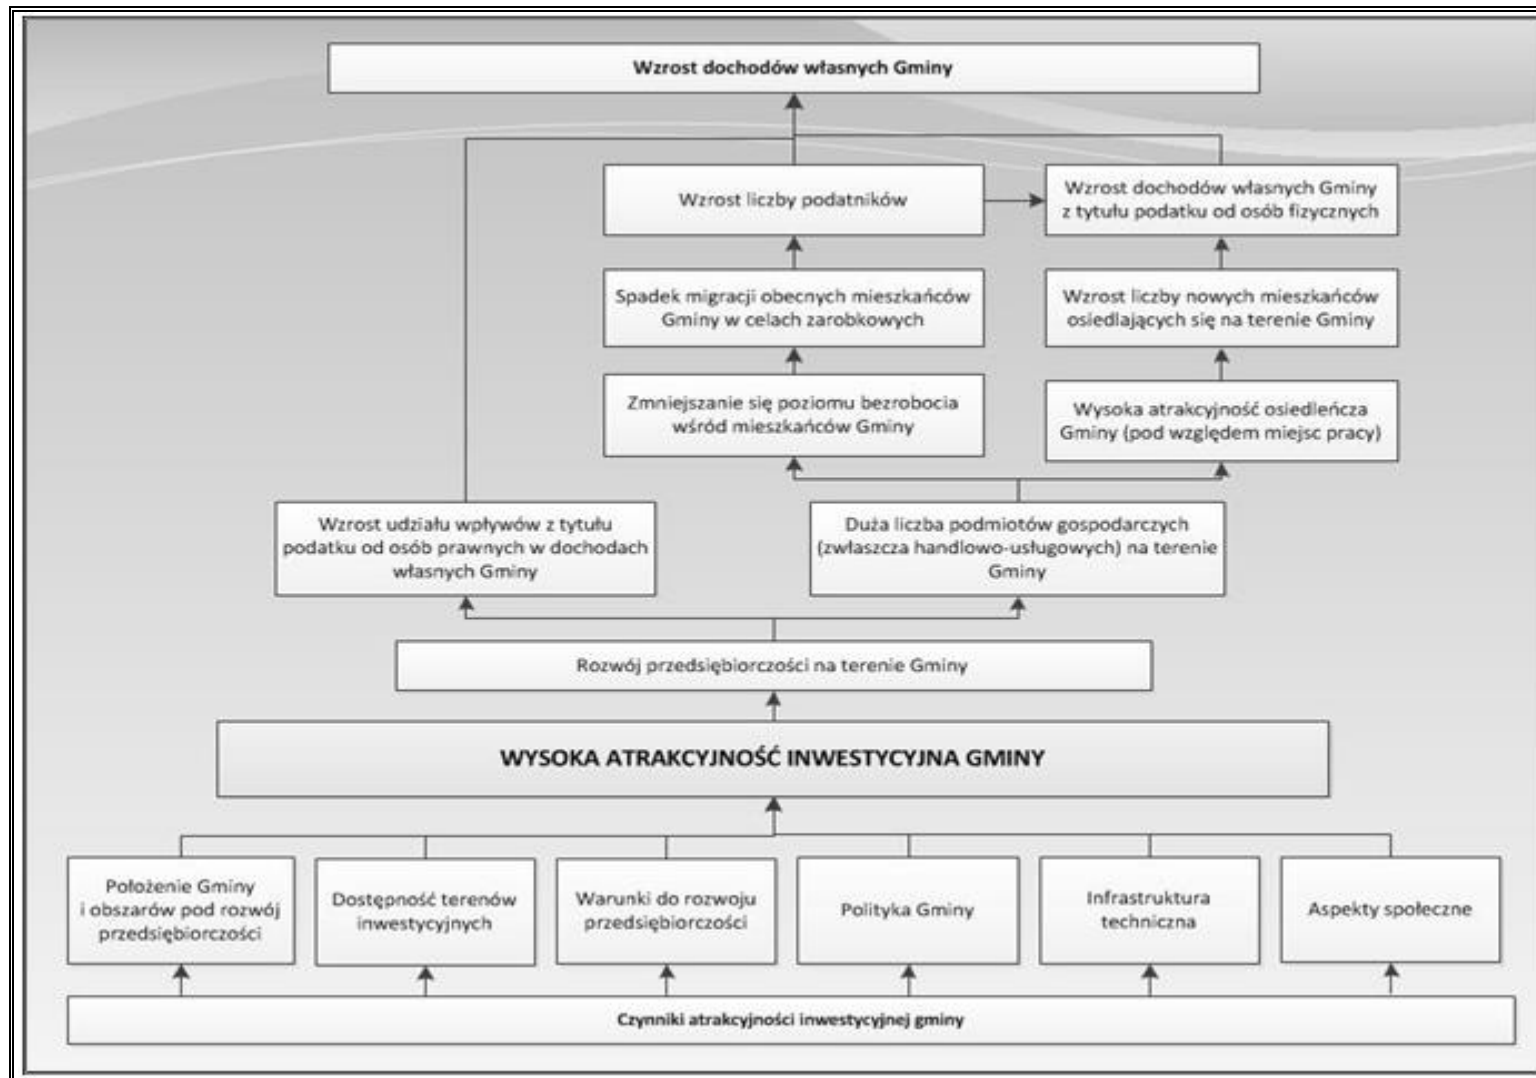 Wzrost dochodów własnych Gminy
Wzrost liczby podatników
Wzrost dochodów własnych Gminy
z tytułu podatku od osób fizycznych
Spadek migracji obecnych mieszkańców
Gminy w celach zarobkowych
Wzrost liczby nowych mieszkańców
osiedlających się na terenie Gminy
Zmniejszanie się poziomu bezrobocia
wśród mieszkańców Gminy
Wysoka atrakcyjność osiedleńcza
Gminy (pod względem miejsc pracy)
Wzrost udziału wpływów z tytułu
podatku od osób prawnych w dochodach
własnych Gminy
Duża liczba podmiotów gospodarczych
(zwłaszcza handlowo-usługowych) na terenie
Gminy
Rozwój przedsiębiorczości na terenie Gminy
WYSOKA ATRAKCYJNOŚĆ INWESTYCYJNA GMINY
Położenie Gminy
i obszarów pod rozwój
przedsiębiorczości
Dostępność terenów
inwestycyjnych
Warunki do rozwoju
przedsiębiorczości
Polityka Gminy
Infrastruktura
techniczna
Aspekty społeczne
Czynniki atrakcyjności inwestycyjnej gminy